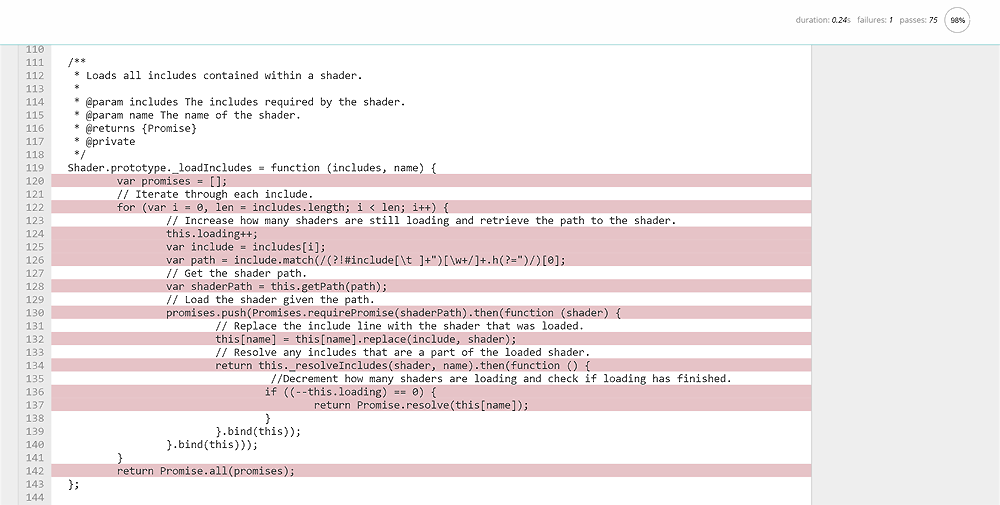 duration: 0.24s failures: 1 passes: 75 98%
110
111 /**
112 * Loads all includes contained within a shader.
113 *
114 * @param includes The includes required by the shader.
115 * @param name The name of the shader.
116 * @returns {Promise}
117 * @private
118 */
119 Shader.prototype._loadIncludes = function (includes, name) {
120 var promises = [];
121 // Iterate through each include.
122 for (var i = 0, len = includes.length; i < len; i++) {
123 // Increase how many shaders are still loading and retrieve the path to the shader.
124 this.loading++;
125 var include = includes[i];
126 var path = include.match(/(?!#include[\t ]+")[\w+/]+.h(?=")/)[0];
127 // Get the shader path.
128 var shaderPath = this.getPath(path);
129 // Load the shader given the path.
130 promises.push(Promises.requirePromise(shaderPath).then(function (shader) {
131 // Replace the include line with the shader that was loaded.
132 this[name] = this[name].replace(include, shader);
133 // Resolve any includes that are a part of the loaded shader.
134 return this._resolveIncludes(shader, name).then(function () {
135 //Decrement how many shaders are loading and check if loading has finished.
136 if ((--this.loading) == 0) {
137 return Promise.resolve(this[name]);
138 }
139 }.bind(this));
140 }.bind(this)));
141 }
142 return Promise.all(promises);
143 };
144